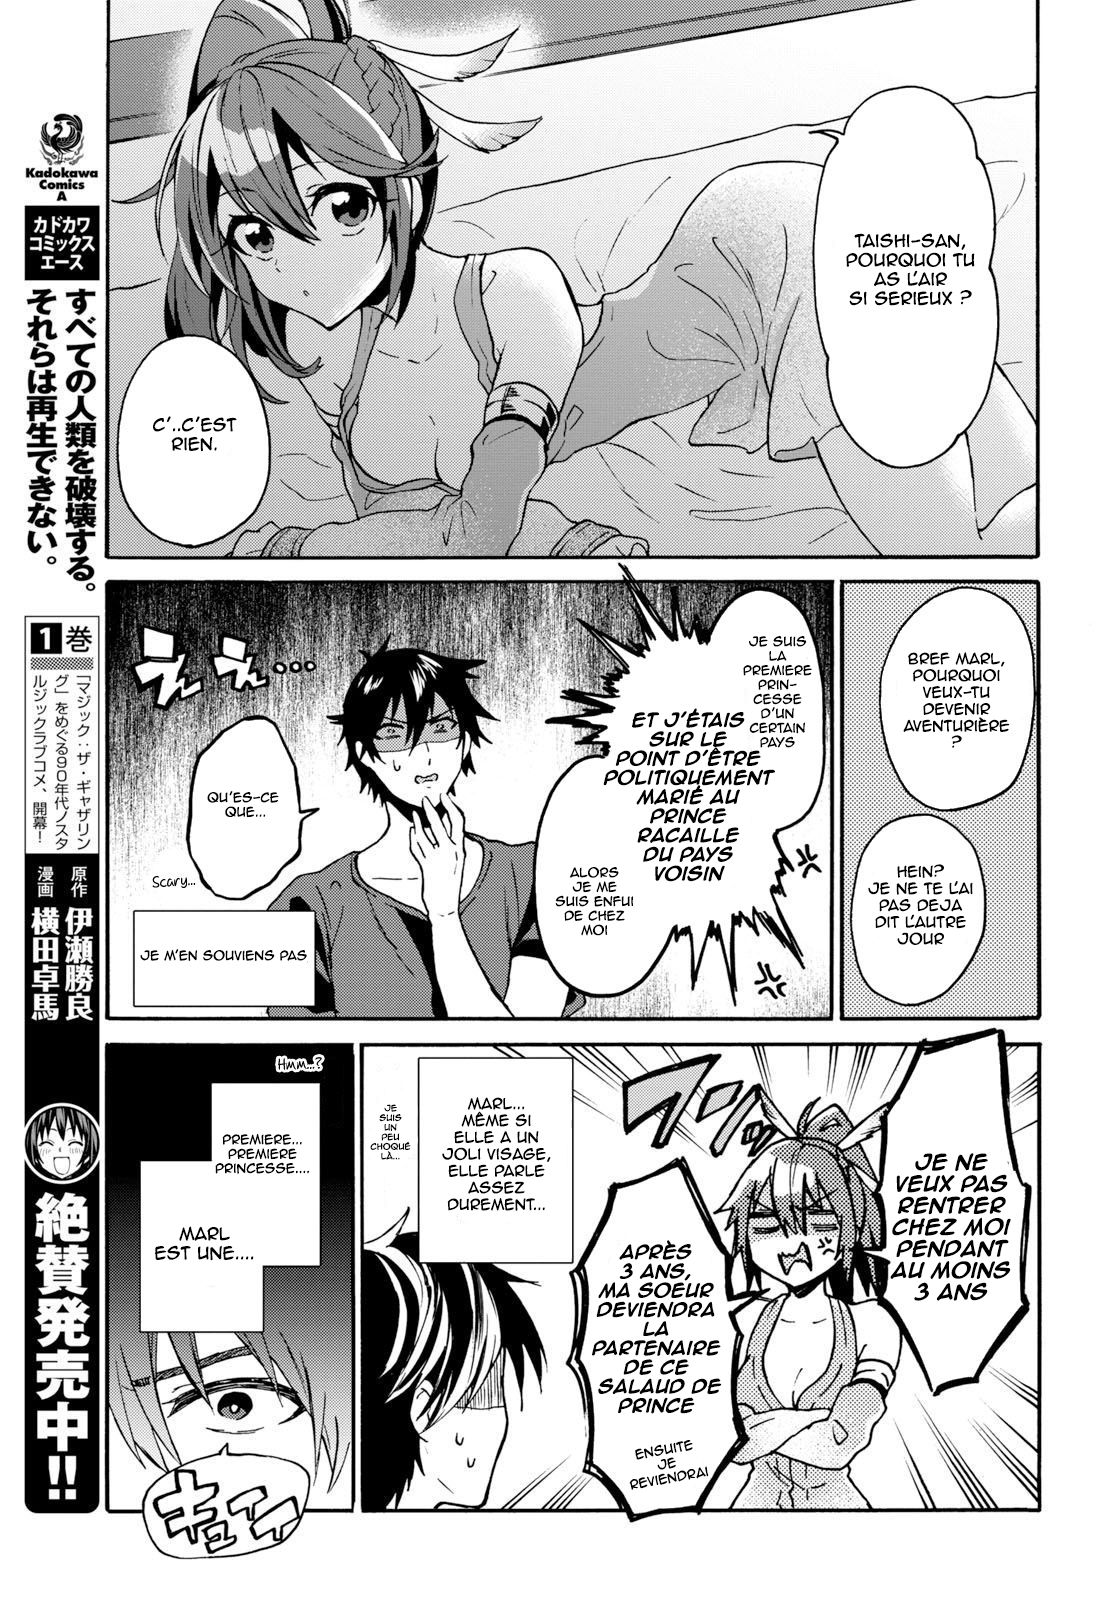 TAISHI-SAN,
POURQUOI TU
AS L'AIR
SI SERIEUX ?
C'..C'EST
RIEN.
BREF MARL,
POURQUOI
VEUX-TU
DEVENIR
AVENTURIÈRE
?
HEIN?
JE NE TE L'AI
PAS DEJA
DIT L'AUTRE
JOUR
JE SUIS
LA
PREMIERE
PRIN-
CESSE
D'UN
CERTAIN
PAYS
ET J'ÉTAIS
SUR LE
POINT D'ÊTRE
POLITIQUEMENT
MARIÉ AU
PRINCE
RACAILLE
DU PAYS
VOISIN
ALORS
JE ME
SUIS ENFUI
DE CHEZ
MOI
ええ...
QU'ES-CE
QUE...
Scary...
JE M'EN SOUVIENS PAS
JE NE
VEUX PAS
RENTRER
CHEZ MOI
PENDANT
AU MOINS
3 ANS
APRÈS
3 ANS,
MA SOEUR
DEVIENDRA
LA
PARTENAIRE
DE CE
SALAUD DE
PRINCE
ENSUITE
JE
REVIENDRAI
MARL...
MÊME SI
ELLE A UN
JOLI VISAGE,
ELLE PARLE
ASSEZ
DUREMENT...
JE
SUIS
UN
PEU
CHOQUÉ
LÀ...
Hmm...?
PREMIERE...
PREMIERE
PRINCESSE....
MARL
EST UNE....
キュイ
Kadokawa
Comics
A
カドカワ
コミックス
エース
すべての人類を破壊する。
それらは再生できない。
1巻
「マジック:ザ・ギャザリン
グ」をめぐる90年代ノスタ
ルジックラブコメ、開幕!
原作 伊瀬勝良
漫画 横田卓馬
絶賛発売中!!